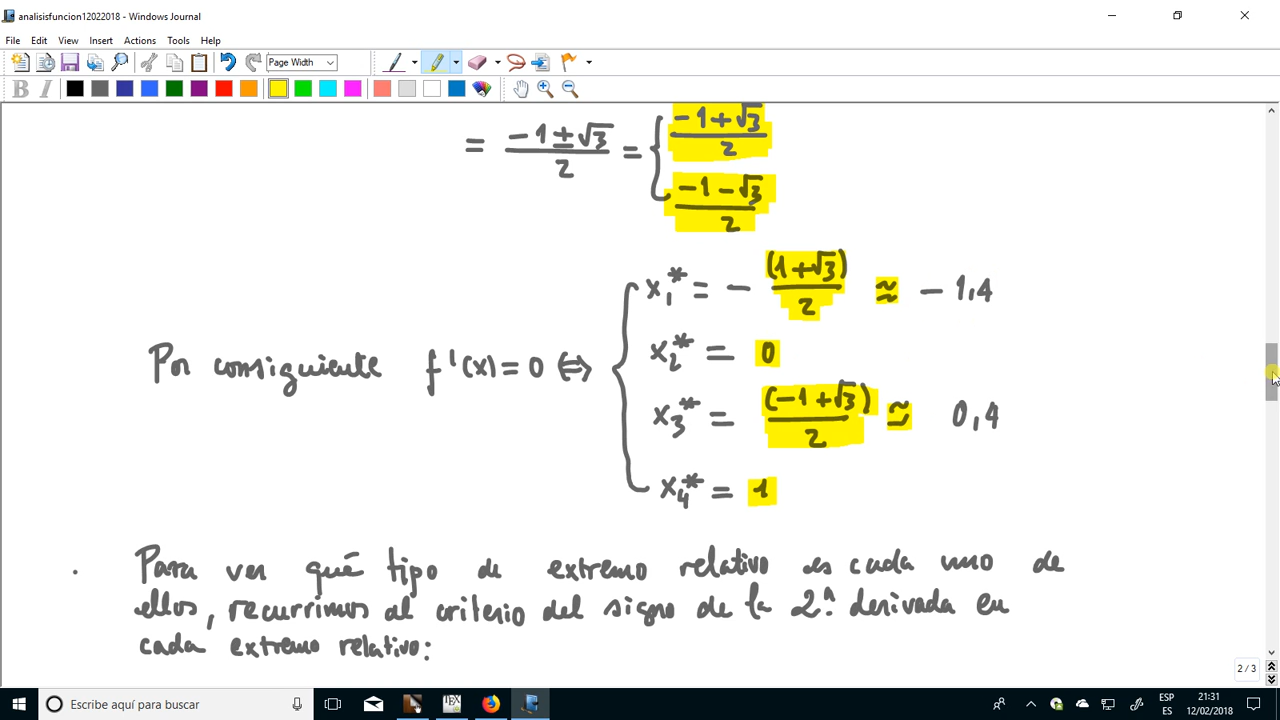 analisisfuncion12022018 - Windows Journal
File Edit View Insert Actions Tools Help
Page Width
B I
= (-1±√3)/2 = { (-1+√3)/2
(-1-√3)/2
x₁* = - (1+√3)/2 ≈ -1,4
x₂* = 0
Por consiguiente f'(x)=0 ⇔ {
x₃* = (-1+√3)/2 ≈ 0,4
x₄* = 1
. Para ver qué tipo de extremo relativo es cada uno de
ellos, recurrimos al criterio del signo de la 2ª derivada en
cada extremo relativo:
2 / 3
Escribe aquí para buscar
TEX
ESP
ES
21:31
12/02/2018